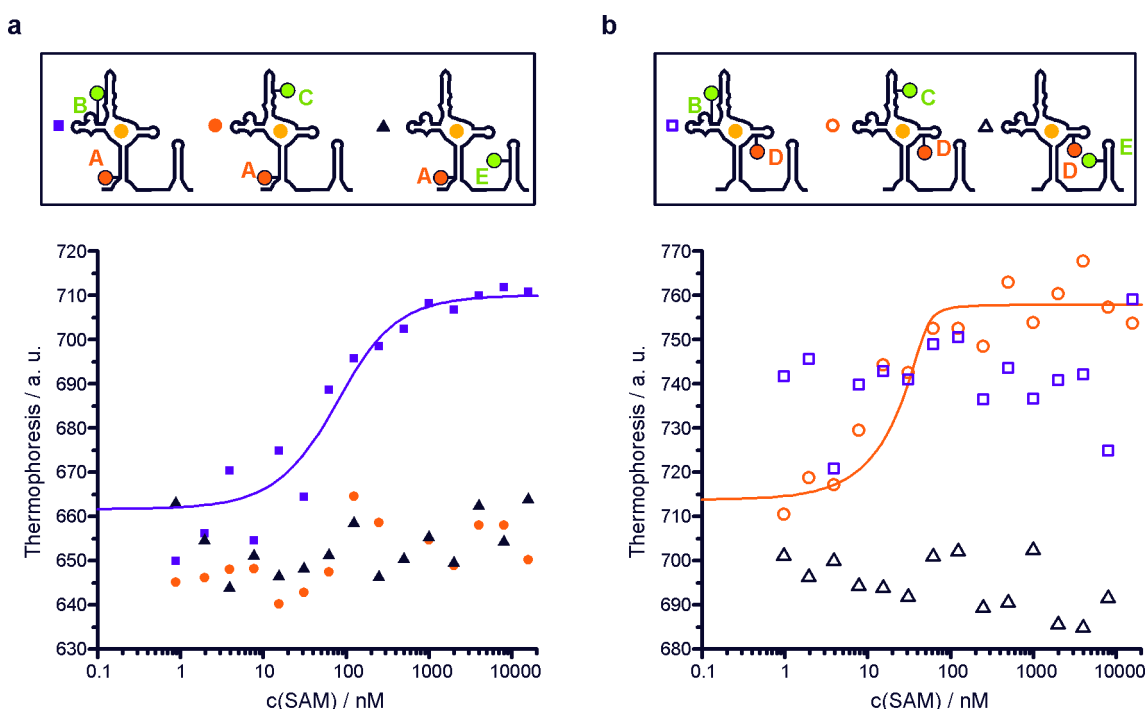 a
B
A
C
A
A
E
720
710
700
690
680
670
660
650
640
630
Thermophoresis / a. u.
0.1 1 10 100 1000 10000
c(SAM) / nM
b
B
D
C
D
D
E
770
760
750
740
733
720
713
700
690
680
Thermophoresis / a. u.
0.1 1 10 100 1000 10000
c(SAM) / nM